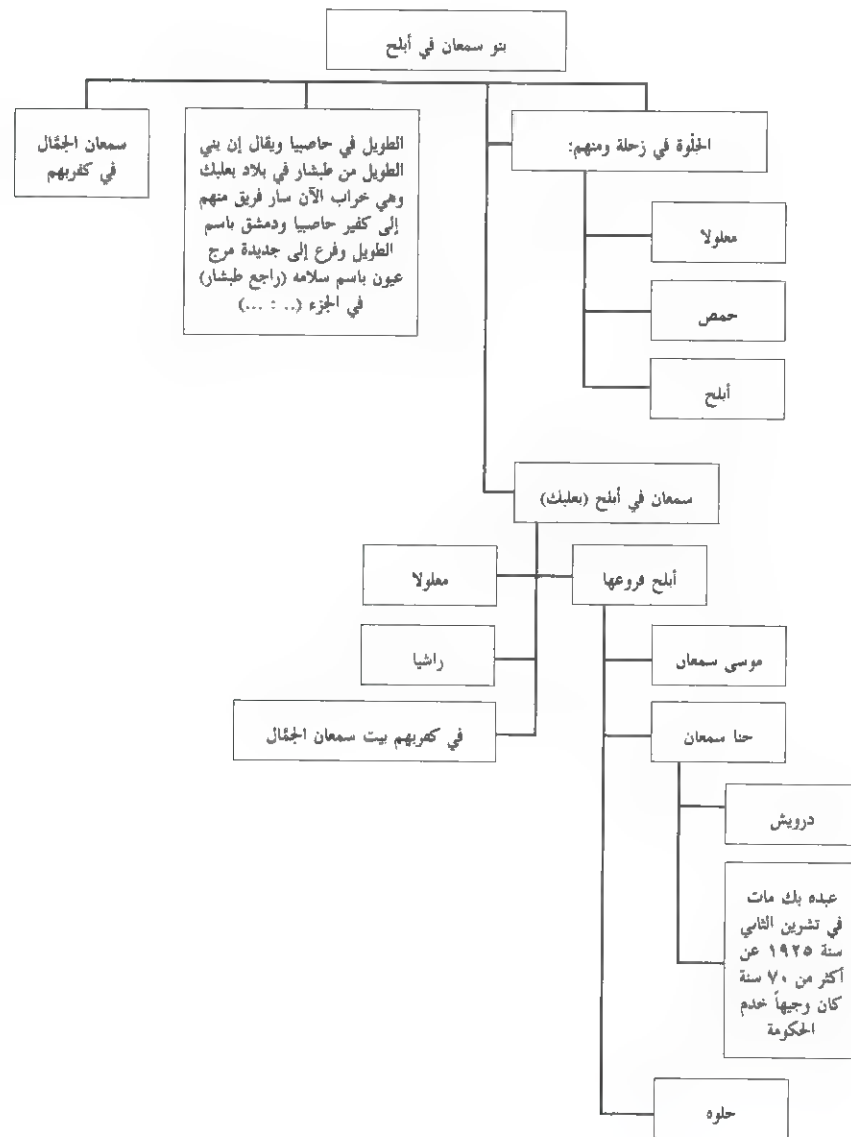 بنو سمعان في أبلح
الجلْوة في زحلة ومنهم:
معلولا
حمص
أبلح
الطويل في حاصبيا ويقال إن بني
الطويل من طبشار في بلاد بعلبك
وهي خراب الآن سار فريق منهم
إلى كفير حاصبيا ودمشق باسم
الطويل وفرع إلى جديدة مرج
عيون باسم سلامه (راجع طبشار)
في الجزء (.. : ...)
سمعان الجمَّال
في كفربهم
سمعان في أبلح (بعلبك)
أبلح فروعها
معلولا
راشيا
في كفربهم بيت سمعان الجمَّال
موسى سمعان
حنا سمعان
درويش
عبده بك مات
في تشرين الثاني
سنة ١٩٢٥ عن
أكثر من ٧٠ سنة
كان وجيهاً خدم
الحكومة
حلوه